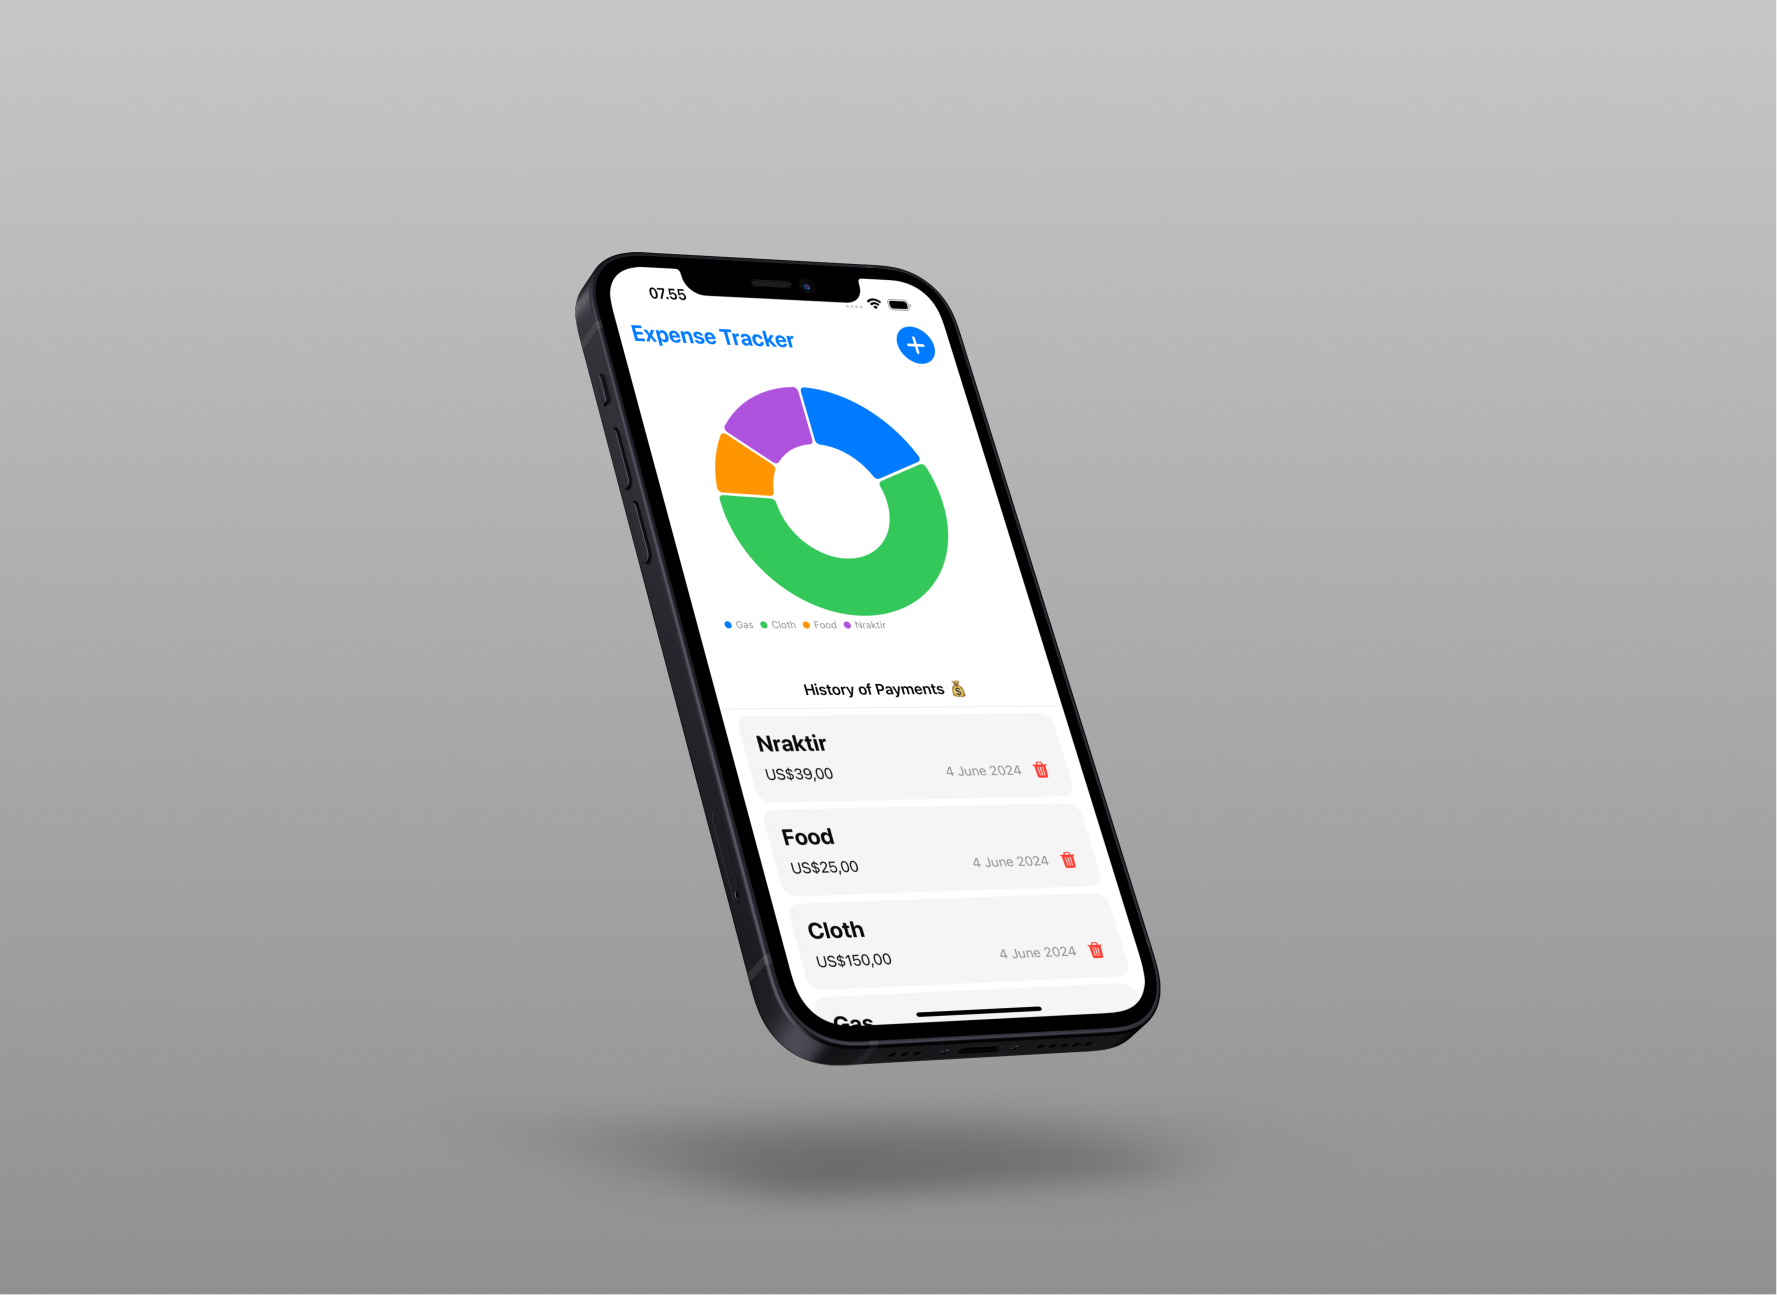 07.55
Expense Tracker
Gas Cloth Food Nraktir
History of Payments 💰
Nraktir
US$39,00 4 June 2024
Food
US$25,00 4 June 2024
Cloth
US$150,00 4 June 2024
Gas